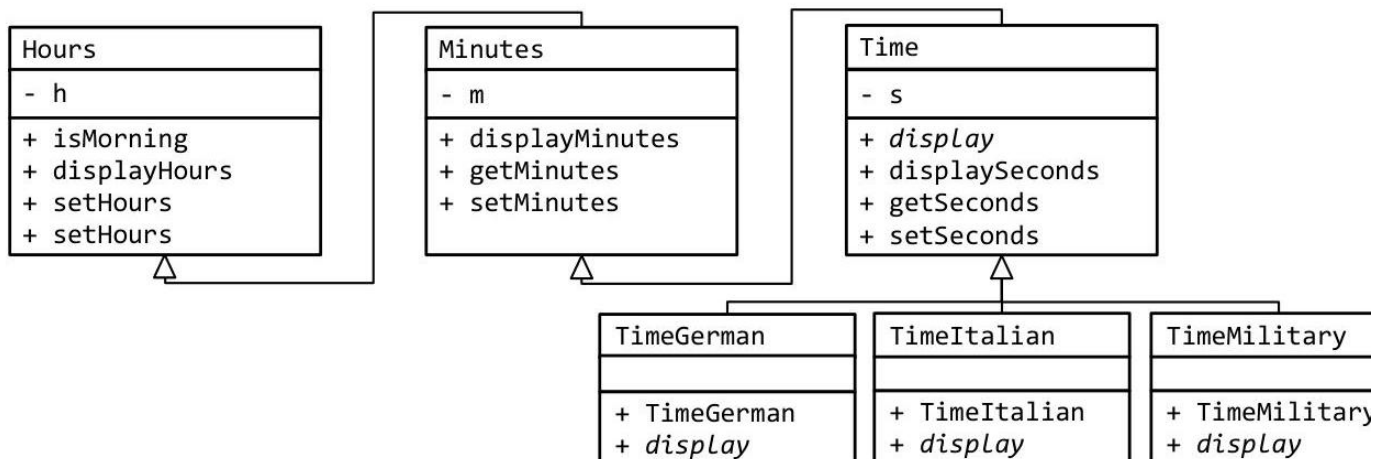 Hours
- h
+ isMorning
+ displayHours
+ setHours
+ setHours
Minutes
- m
+ displayMinutes
+ getMinutes
+ setMinutes
Time
- s
+ display
+ displaySeconds
+ getSeconds
+ setSeconds
TimeGerman
+ TimeGerman
+ display
TimeItalian
+ TimeItalian
+ display
TimeMilitary
+ TimeMilitary
+ display